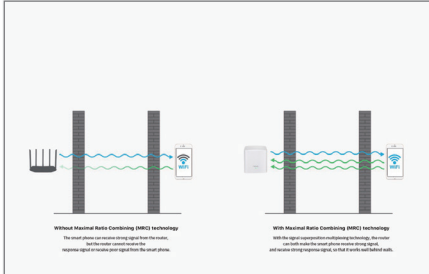 WiFi
WiFi
Without Maximal Ratio Combining (MRC) technology
The smart phone can receive strong signal from the router,
but the router cannot receive the
response signal or receive poor signal from the smart phone.
With Maximal Ratio Combining (MRC) technology
With the signal superposition multiplexing technology, the router
can both make the smart phone receive strong signal,
and receive strong response signal, so that it works well behind walls.